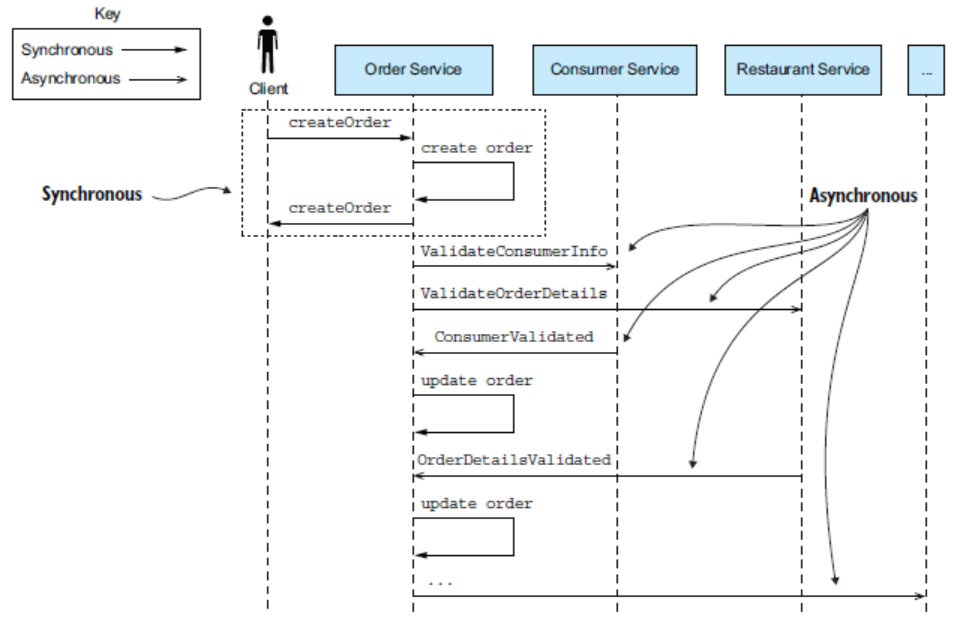 Key
Synchronous
Asynchronous
Client
Order Service
Consumer Service
Restaurant Service
...
createOrder
create order
Synchronous
createOrder
Asynchronous
ValidateConsumerInfo
ValidateOrderDetails
ConsumerValidated
update order
OrderDetailsValidated
update order
...